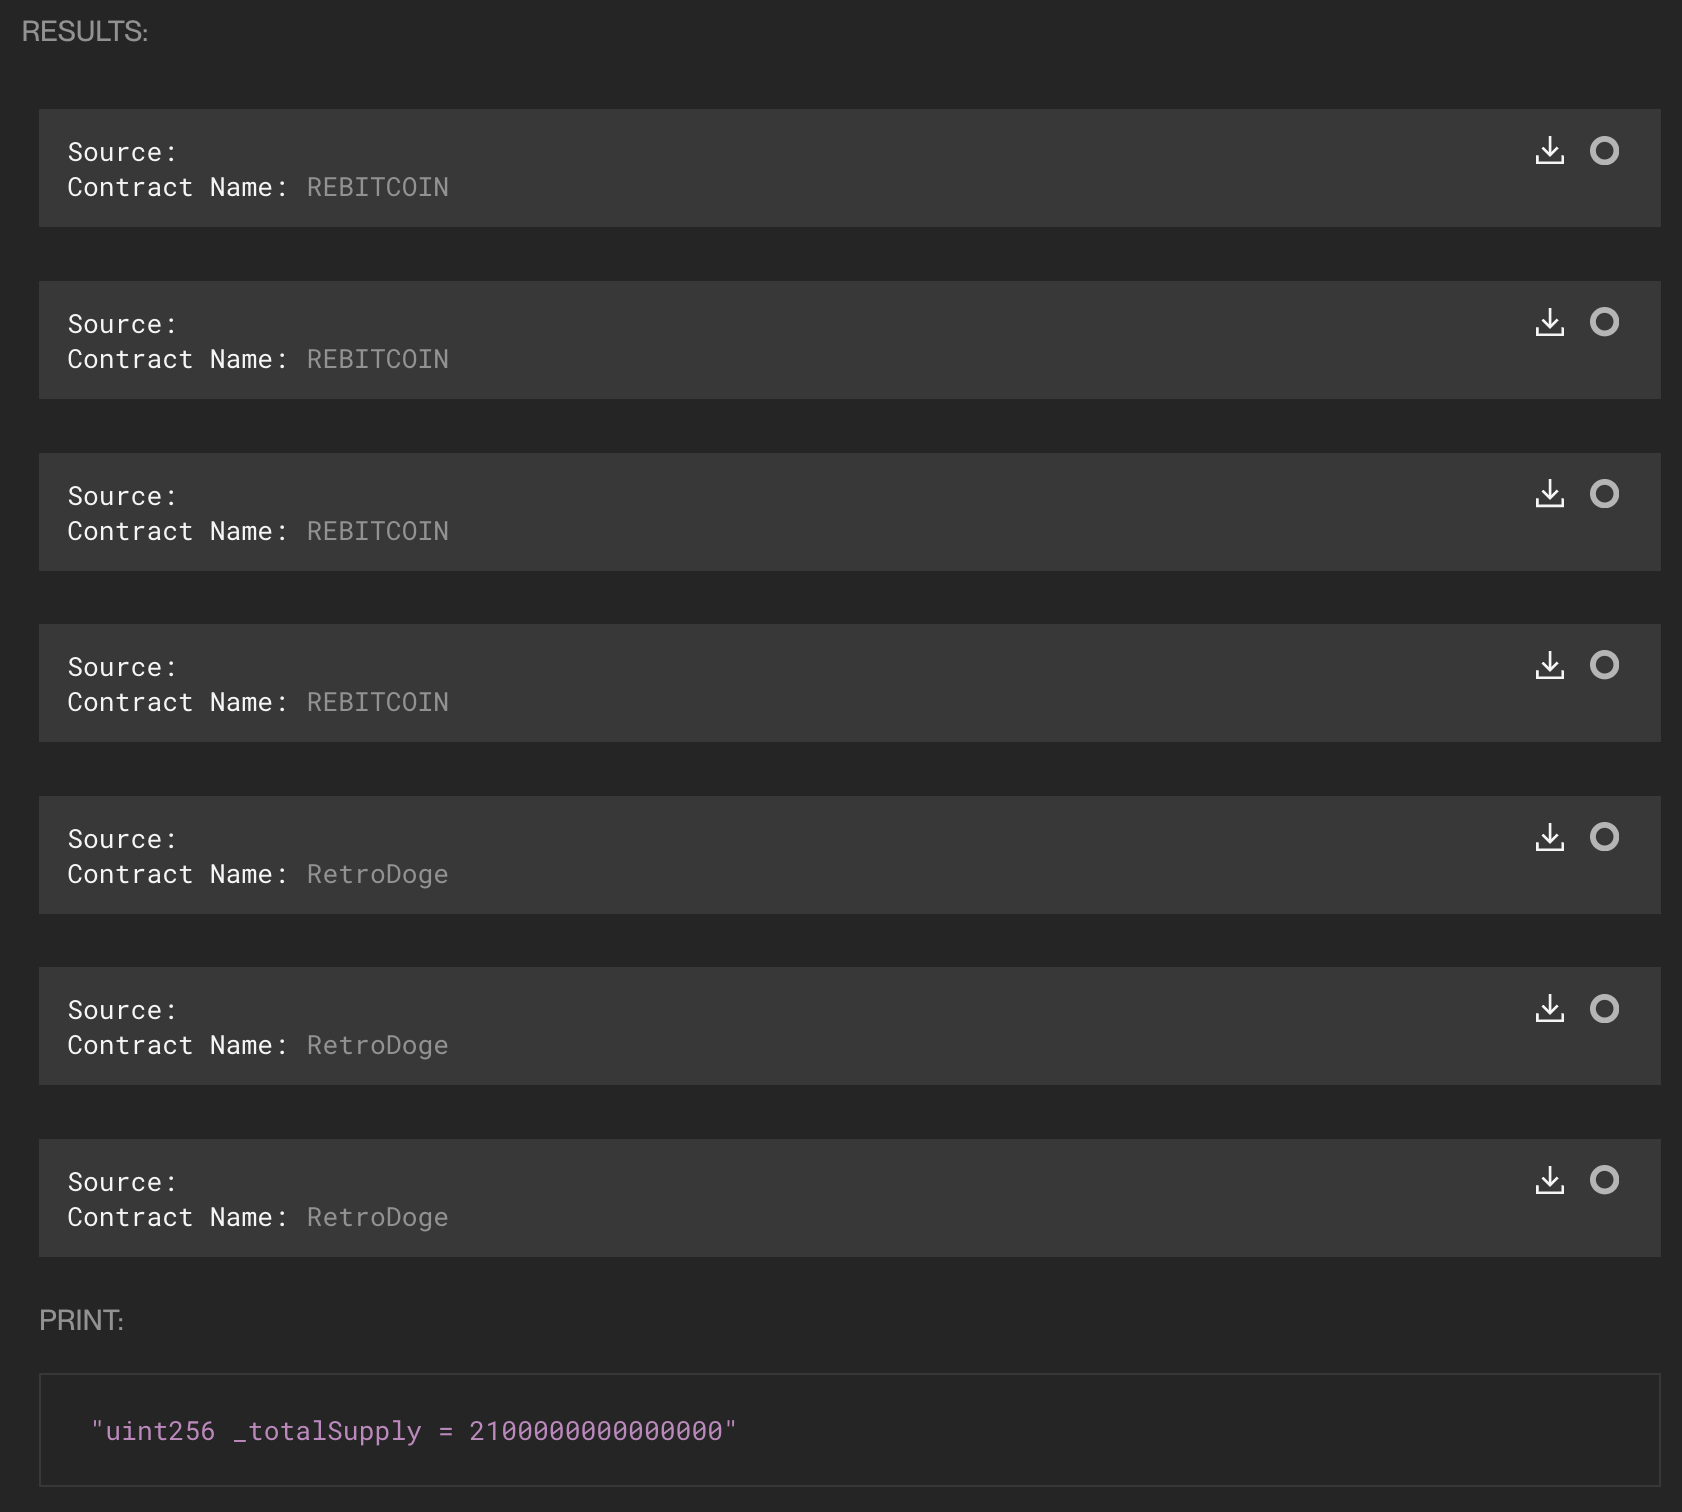 RESULTS:
Source:
Contract Name: REBITCOIN
Source:
Contract Name: REBITCOIN
Source:
Contract Name: REBITCOIN
Source:
Contract Name: REBITCOIN
Source:
Contract Name: RetroDoge
Source:
Contract Name: RetroDoge
Source:
Contract Name: RetroDoge
PRINT:
"uint256 _totalSupply = 2100000000000000"